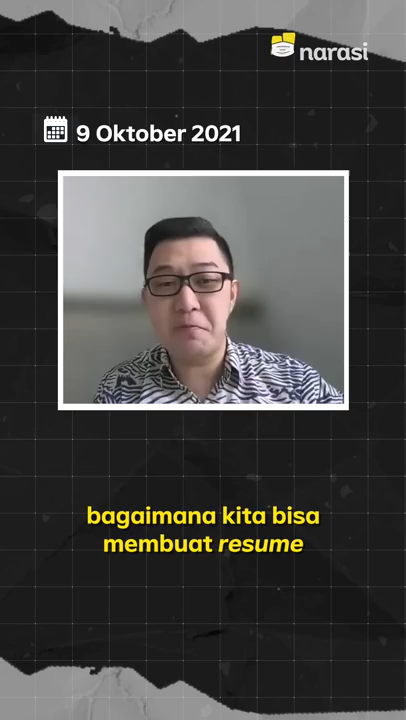 narasi
9 Oktober 2021
bagaimana kita bisa
membuat resume